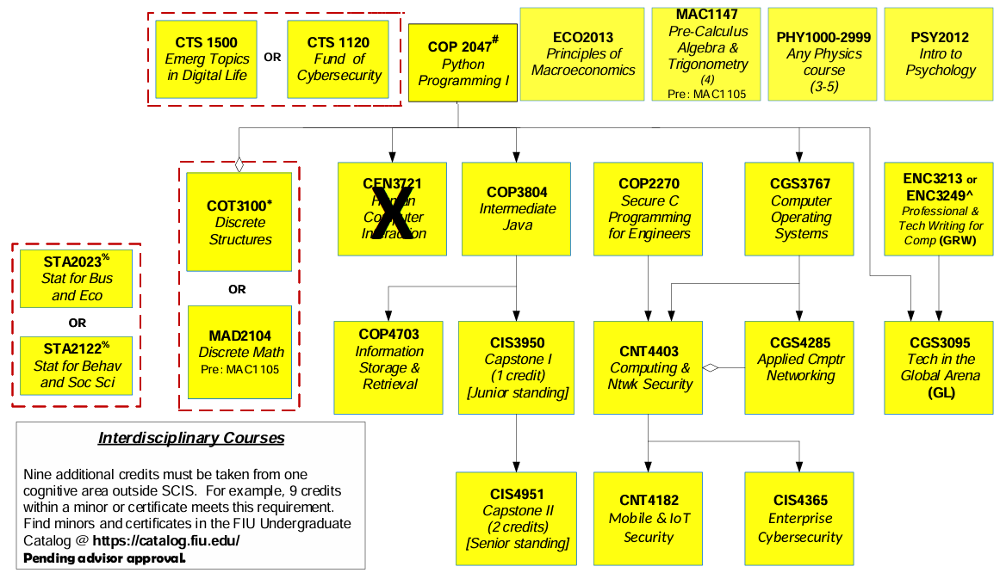 CTS 1500
Emerg Topics
in Digital Life
OR
CTS 1120
Fund of
Cybersecurity
COP 2047#
Python
Programming I
ECO2013
Principles of
Macroeconomics
MAC1147
Pre-Calculus
Algebra &
Trigonometry
(4)
Pre: MAC1105
PHY1000-2999
Any Physics
course
(3-5)
PSY2012
Intro to
Psychology
COT3100*
Discrete
Structures
OR
MAD2104
Discrete Math
Pre: MAC1105
CEN3721
Human
Computer
Interaction
X
COP3804
Intermediate
Java
COP2270
Secure C
Programming
for Engineers
CGS3767
Computer
Operating
Systems
ENC3213 or
ENC3249^
Professional &
Tech Writing for
Comp (GRW)
STA2023%
Stat for Bus
and Eco
OR
STA2122%
Stat for Behav
and Soc Sci
COP4703
Information
Storage &
Retrieval
CIS3950
Capstone I
(1 credit)
[Junior standing]
CNT4403
Computing &
Ntwk Security
CGS4285
Applied Cmptr
Networking
CGS3095
Tech in the
Global Arena
(GL)
CIS4951
Capstone II
(2 credits)
[Senior standing]
CNT4182
Mobile & IoT
Security
CIS4365
Enterprise
Cybersecurity
Interdisciplinary Courses
Nine additional credits must be taken from one
cognitive area outside SCIS. For example, 9 credits
within a minor or certificate meets this requirement.
Find minors and certificates in the FIU Undergraduate
Catalog @ https://catalog.fiu.edu/
Pending advisor approval.